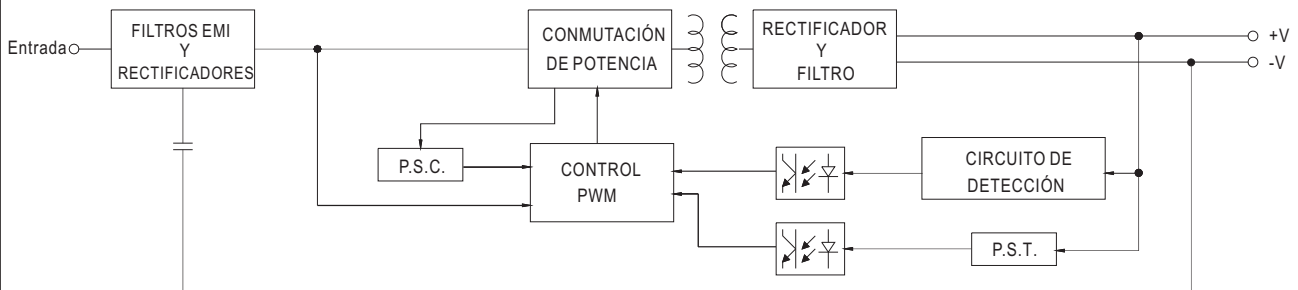 Entrada
FILTROS EMI
Y
RECTIFICADORES
CONMUTACIÓN
DE POTENCIA
RECTIFICADOR
Y
FILTRO
+V
-V
P.S.C.
CONTROL
PWM
CIRCUITO DE
DETECCIÓN
P.S.T.